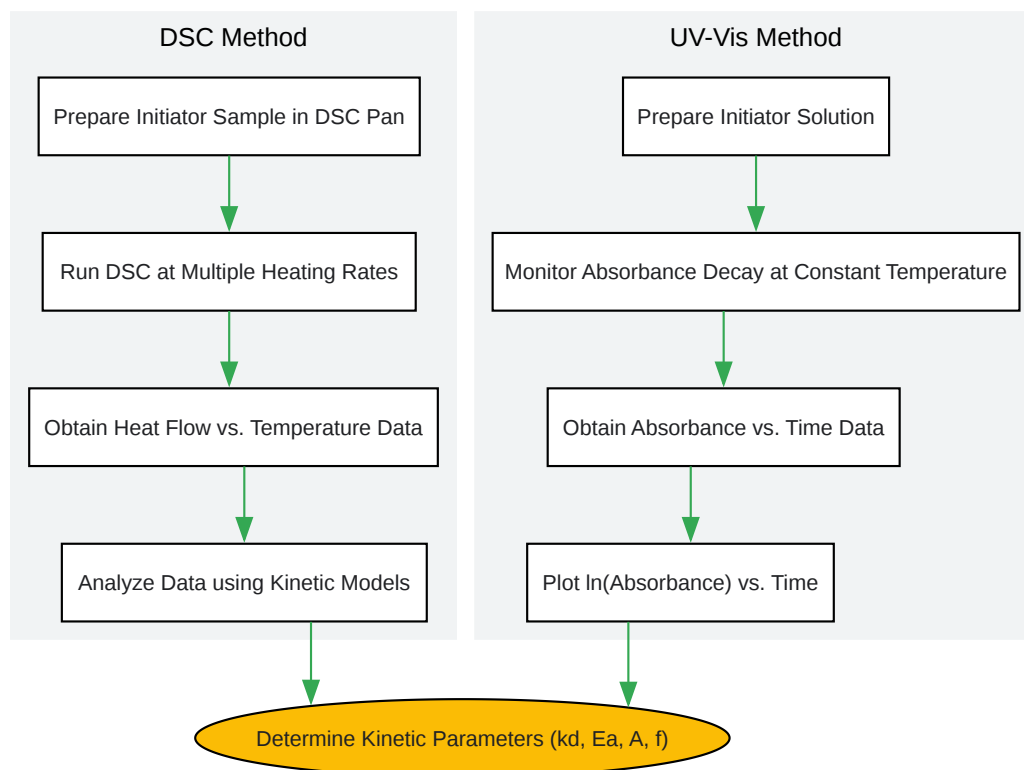 DSC Method
Prepare Initiator Sample in DSC Pan
Run DSC at Multiple Heating Rates
Obtain Heat Flow vs. Temperature Data
Analyze Data using Kinetic Models
UV-Vis Method
Prepare Initiator Solution
Monitor Absorbance Decay at Constant Temperature
Obtain Absorbance vs. Time Data
Plot ln(Absorbance) vs. Time
Determine Kinetic Parameters (kd, Ea, A, f)